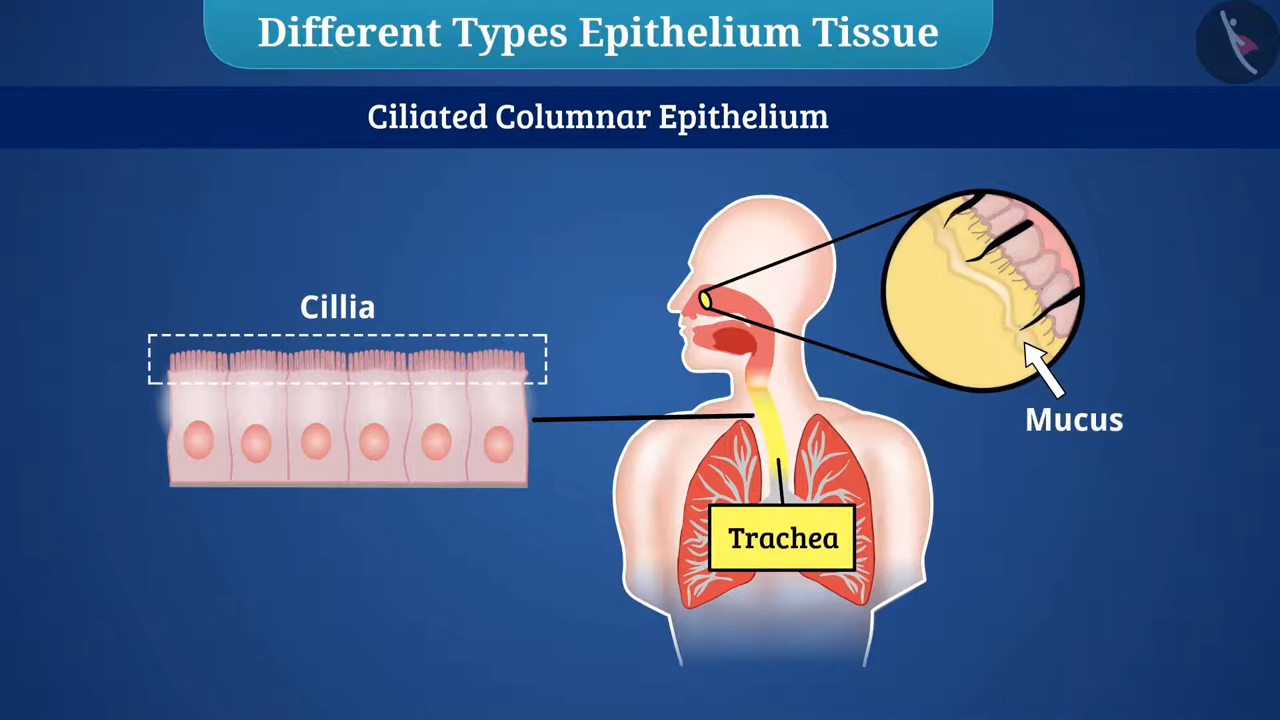 Different Types Epithelium Tissue
Ciliated Columnar Epithelium
Cillia
Mucus
Trachea